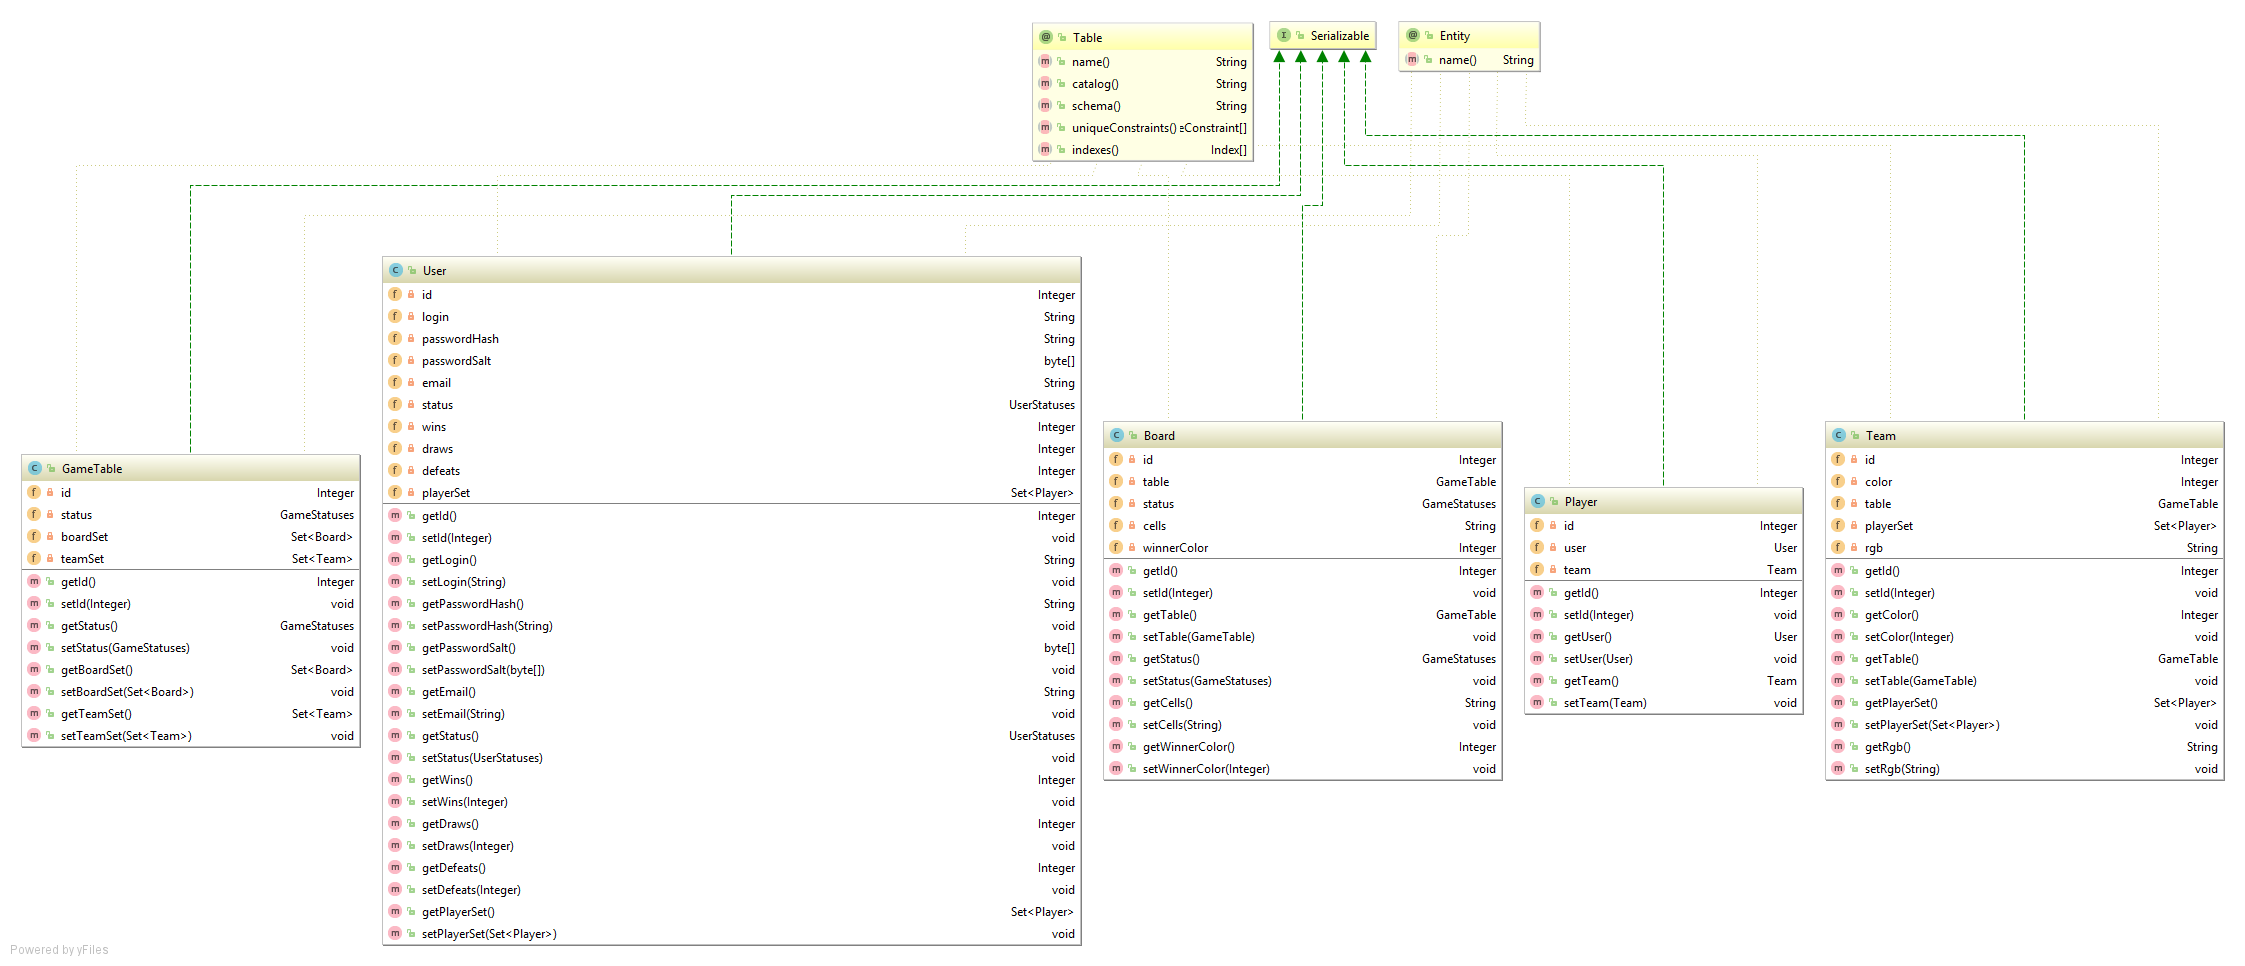 Table
name() String
catalog() String
schema() String
uniqueConstraints() :Constraint[]
indexes() Index[]
Serializable
Entity
name() String
GameTable
id Integer
status GameStatuses
boardSet Set<Board>
teamSet Set<Team>
getId() Integer
setId(Integer) void
getStatus() GameStatuses
setStatus(GameStatuses) void
getBoardSet() Set<Board>
setBoardSet(Set<Board>) void
getTeamSet() Set<Team>
setTeamSet(Set<Team>) void
User
id Integer
login String
passwordHash String
passwordSalt byte[]
email String
status UserStatuses
wins Integer
draws Integer
defeats Integer
playerSet Set<Player>
getId() Integer
setId(Integer) void
getLogin() String
setLogin(String) void
getPasswordHash() String
setPasswordHash(String) void
getPasswordSalt() byte[]
setPasswordSalt(byte[]) void
getEmail() String
setEmail(String) void
getStatus() UserStatuses
setStatus(UserStatuses) void
getWins() Integer
setWins(Integer) void
getDraws() Integer
setDraws(Integer) void
getDefeats() Integer
setDefeats(Integer) void
getPlayerSet() Set<Player>
setPlayerSet(Set<Player>) void
Board
id Integer
table GameTable
status GameStatuses
cells String
winnerColor Integer
getId() Integer
setId(Integer) void
getTable() GameTable
setTable(GameTable) void
getStatus() GameStatuses
setStatus(GameStatuses) void
getCells() String
setCells(String) void
getWinnerColor() Integer
setWinnerColor(Integer) void
Player
id Integer
user User
team Team
getId() Integer
setId(Integer) void
getUser() User
setUser(User) void
getTeam() Team
setTeam(Team) void
Team
id Integer
color Integer
table GameTable
playerSet Set<Player>
rgb String
getId() Integer
setId(Integer) void
getColor() Integer
setColor(Integer) void
getTable() GameTable
setTable(GameTable) void
getPlayerSet() Set<Player>
setPlayerSet(Set<Player>) void
getRgb() String
setRgb(String) void
Powered by yFiles